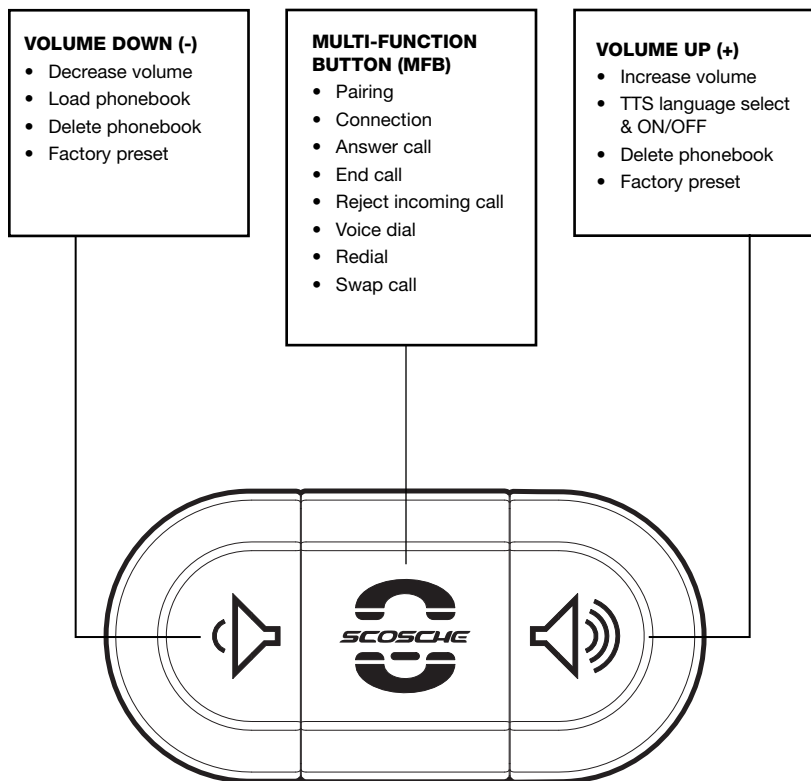 VOLUME DOWN (-)
• Decrease volume
• Load phonebook
• Delete phonebook
• Factory preset
MULTI-FUNCTION
BUTTON (MFB)
• Pairing
• Connection
• Answer call
• End call
• Reject incoming call
• Voice dial
• Redial
• Swap call
VOLUME UP (+)
• Increase volume
• TTS language select
& ON/OFF
• Delete phonebook
• Factory preset
SCOSCHE